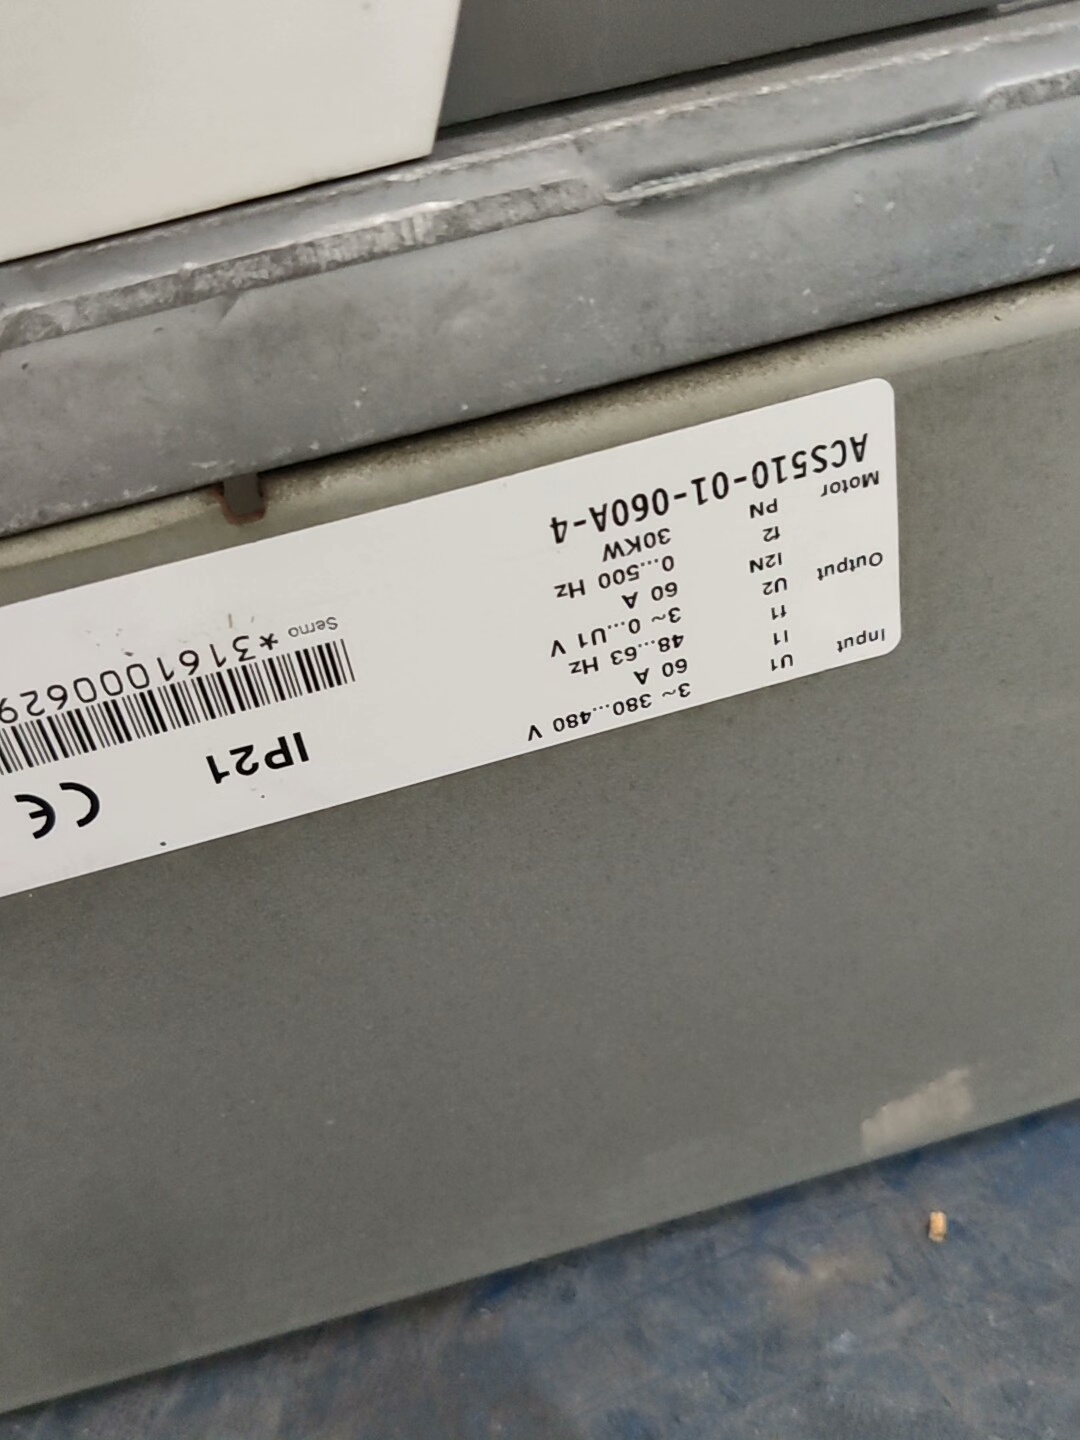 Input U1 3~ 380...480 V
I1 60 A
f1 48...63 Hz
Output U2 3~ 0...U1 V
I2N 60 A
f2 0...500 Hz
Motor PN 30KW
ACS510-01-060A-4
IP21 CE
Serno *3161000629